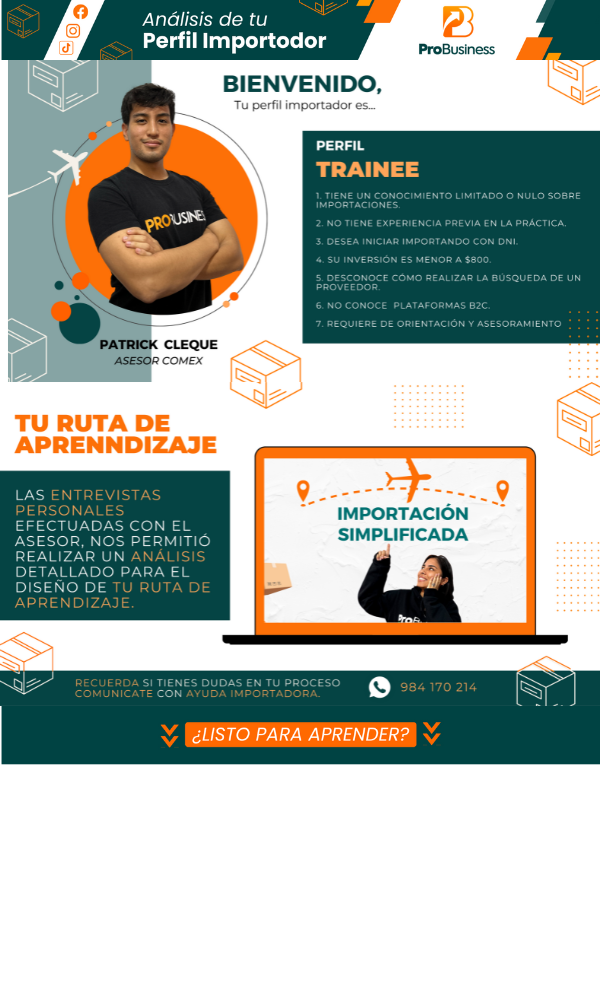 Análisis de tu
Perfil Importodor
ProBusiness
BIENVENIDO,
Tu perfil importador es...
PERFIL
TRAINEE
1. TIENE UN CONOCIMIENTO LIMITADO O NULO SOBRE
IMPORTACIONES.
2. NO TIENE EXPERIENCIA PREVIA EN LA PRÁCTICA.
3. DESEA INICIAR IMPORTANDO CON DNI.
4. SU INVERSIÓN ES MENOR A $800.
5. DESCONOCE CÓMO REALIZAR LA BÚSQUEDA DE UN
PROVEEDOR.
6. NO CONOCE PLATAFORMAS B2C.
7. REQUIERE DE ORIENTACIÓN Y ASESORAMIENTO
PROBUSINE
PATRICK CLEQUE
ASESOR COMEX
TU RUTA DE
APRENNDIZAJE
LAS ENTREVISTAS
PERSONALES
EFECTUADAS CON EL
ASESOR, NOS PERMITIÓ
REALIZAR UN ANÁLISIS
DETALLADO PARA EL
DISEÑO DE TU RUTA DE
APRENDIZAJE.
IMPORTACIÓN
SIMPLIFICADA
RECUERDA SI TIENES DUDAS EN TU PROCESO
COMUNICATE CON AYUDA IMPORTADORA.
984 170 214
¿LISTO PARA APRENDER?